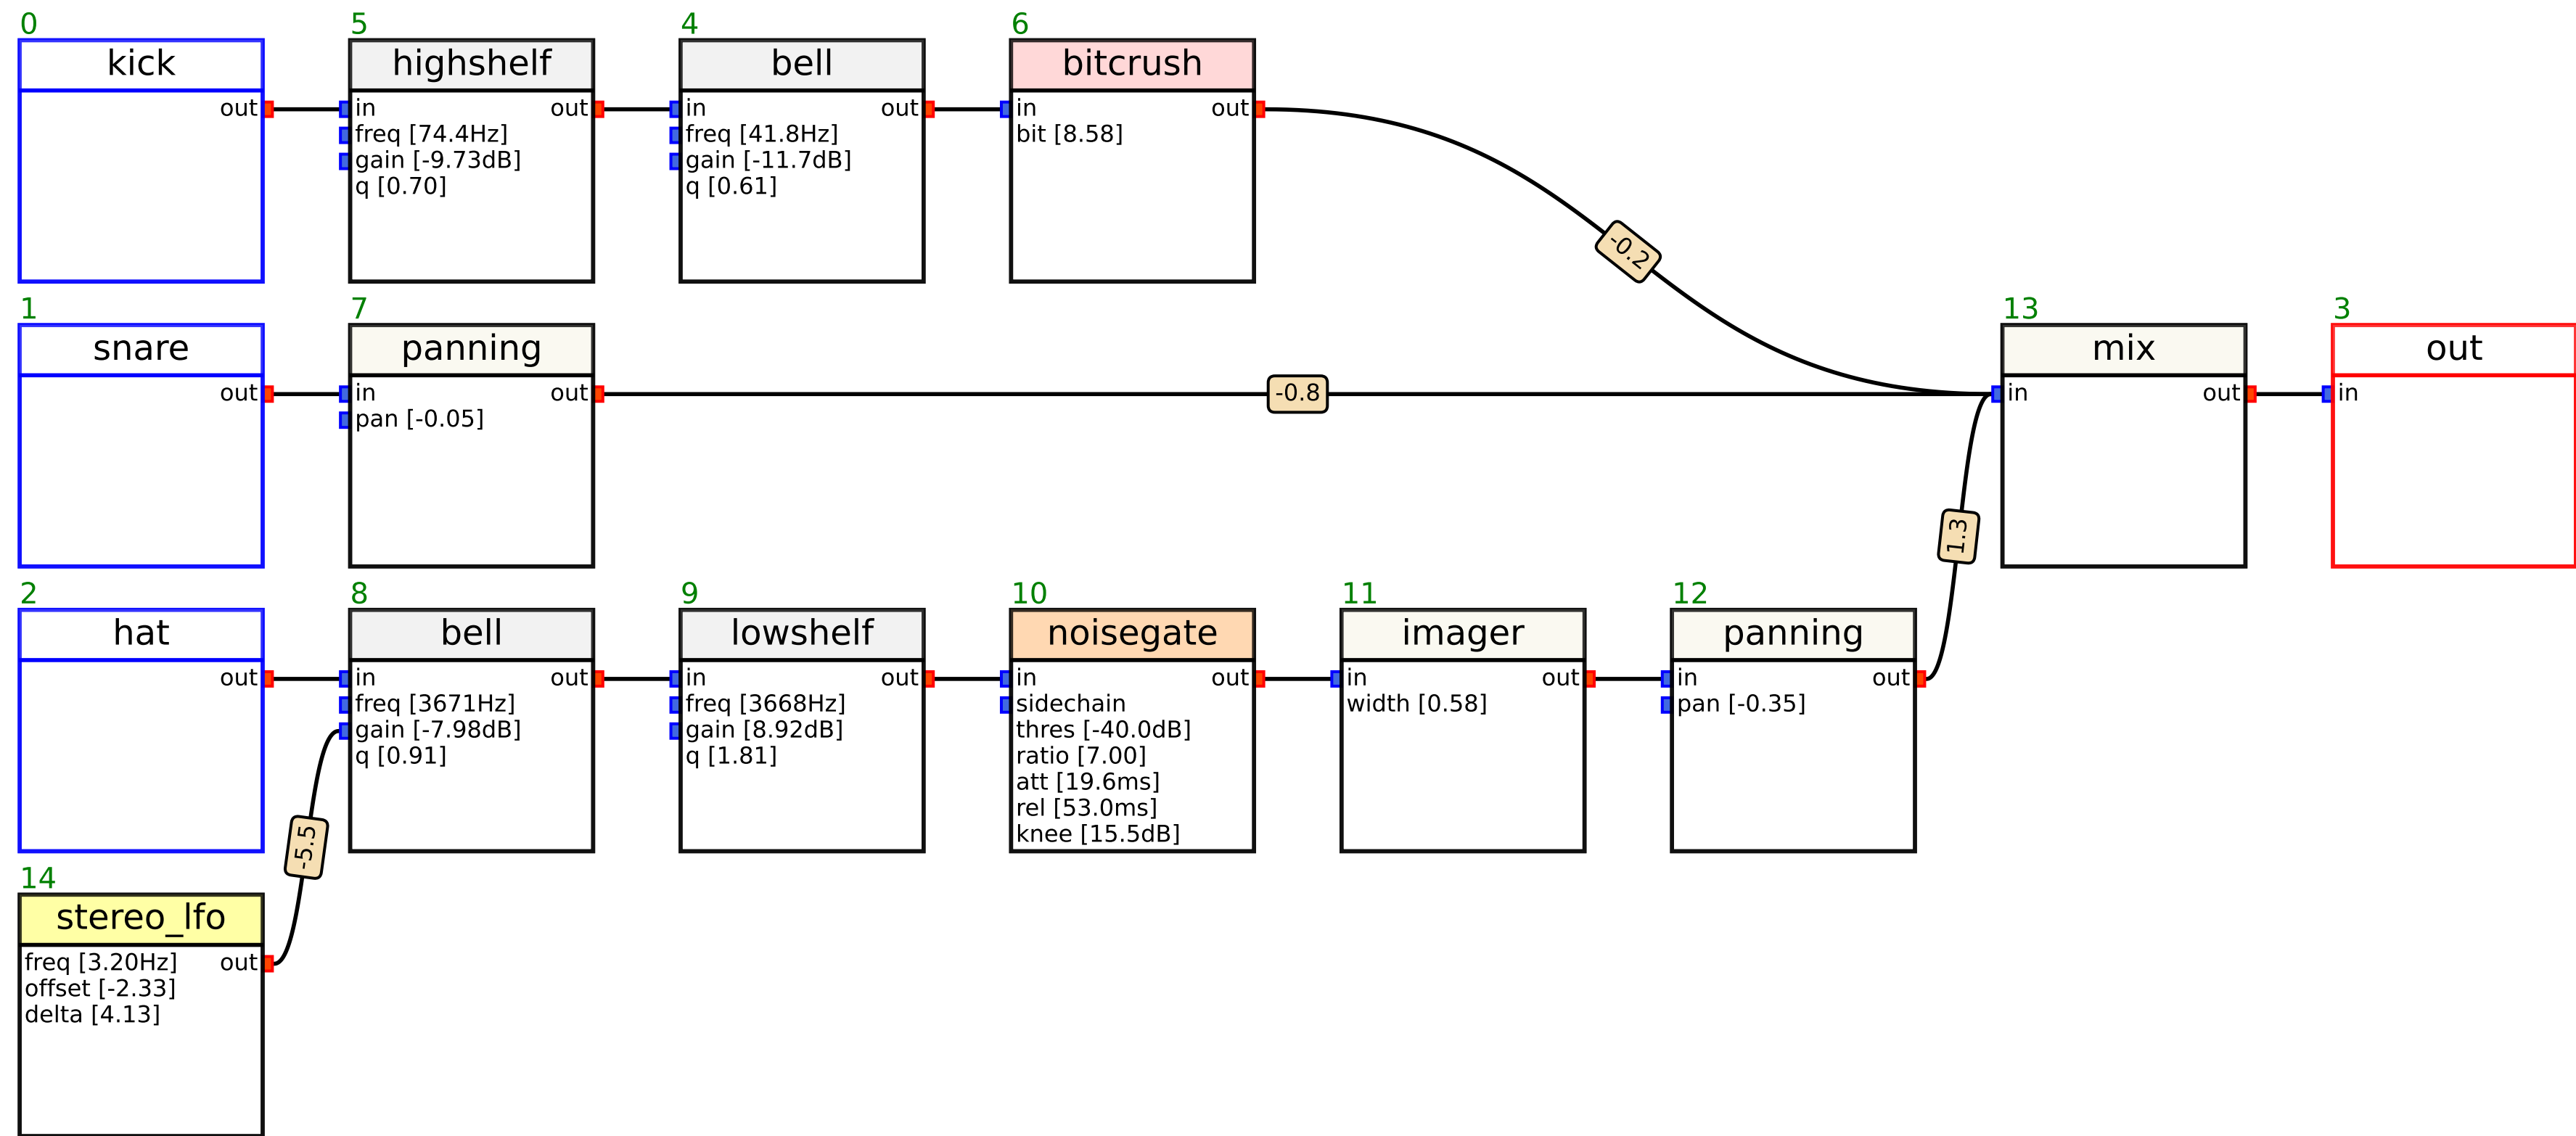 0
kick
out
5
highshelf
in out
freq [74.4Hz]
gain [-9.73dB]
q [0.70]
4
bell
in out
freq [41.8Hz]
gain [-11.7dB]
q [0.61]
6
bitcrush
in out
bit [8.58]
-0.2
1
snare
out
7
panning
in out
pan [-0.05]
-0.8
13
mix
in out
3
out
in
2
hat
out
8
bell
in out
freq [3671Hz]
gain [-7.98dB]
q [0.91]
9
lowshelf
in out
freq [3668Hz]
gain [8.92dB]
q [1.81]
10
noisegate
in out
sidechain
thres [-40.0dB]
ratio [7.00]
att [19.6ms]
rel [53.0ms]
knee [15.5dB]
11
imager
in out
width [0.58]
12
panning
in out
pan [-0.35]
1.3
-5.5
14
stereo_lfo
freq [3.20Hz] out
offset [-2.33]
delta [4.13]